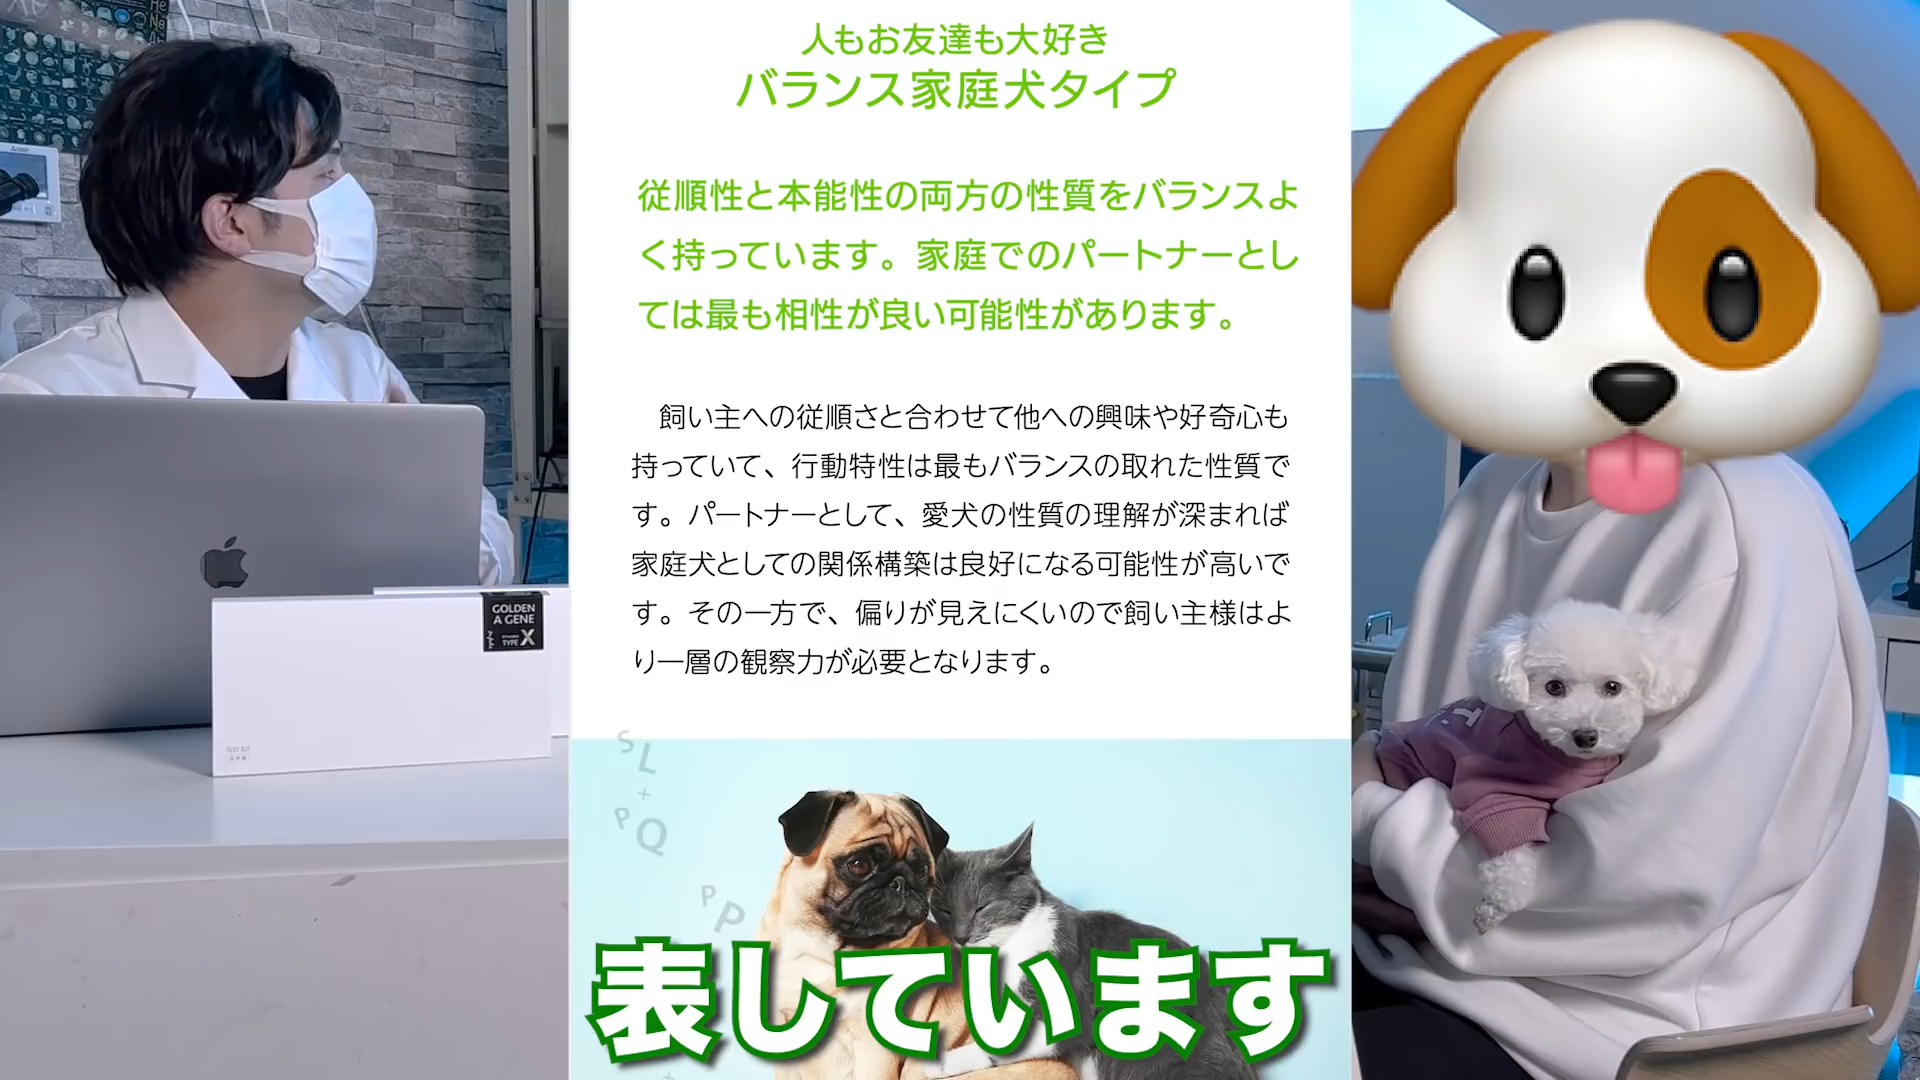 人もお友達も大好き
バランス家庭犬タイプ
従順性と本能性の両方の性質をバランスよ
く持っています。家庭でのパートナーとし
ては最も相性が良い可能性があります。
飼い主への従順さと合わせて他への興味や好奇心も
持っていて、行動特性は最もバランスの取れた性質で
す。パートナーとして、愛犬の性質の理解が深まれば
家庭犬としての関係構築は良好になる可能性が高いで
す。その一方で、偏りが見えにくいので飼い主様はよ
り一層の観察力が必要となります。
GOLDEN
A GENE
TYPE X
S
L
+
P
Q
P
P
表しています